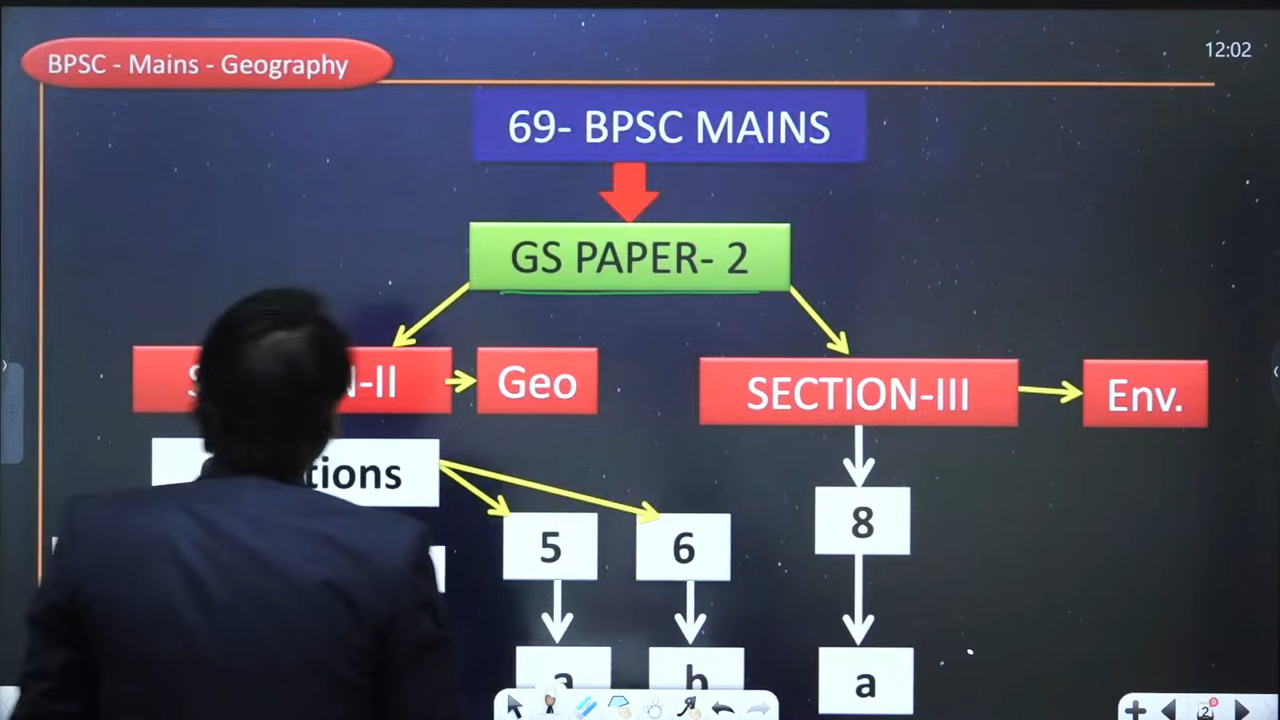 BPSC - Mains - Geography
12:02
69- BPSC MAINS
GS PAPER- 2
-II
Geo
SECTION-III
Env.
tions
5
6
8
a
b
a
2